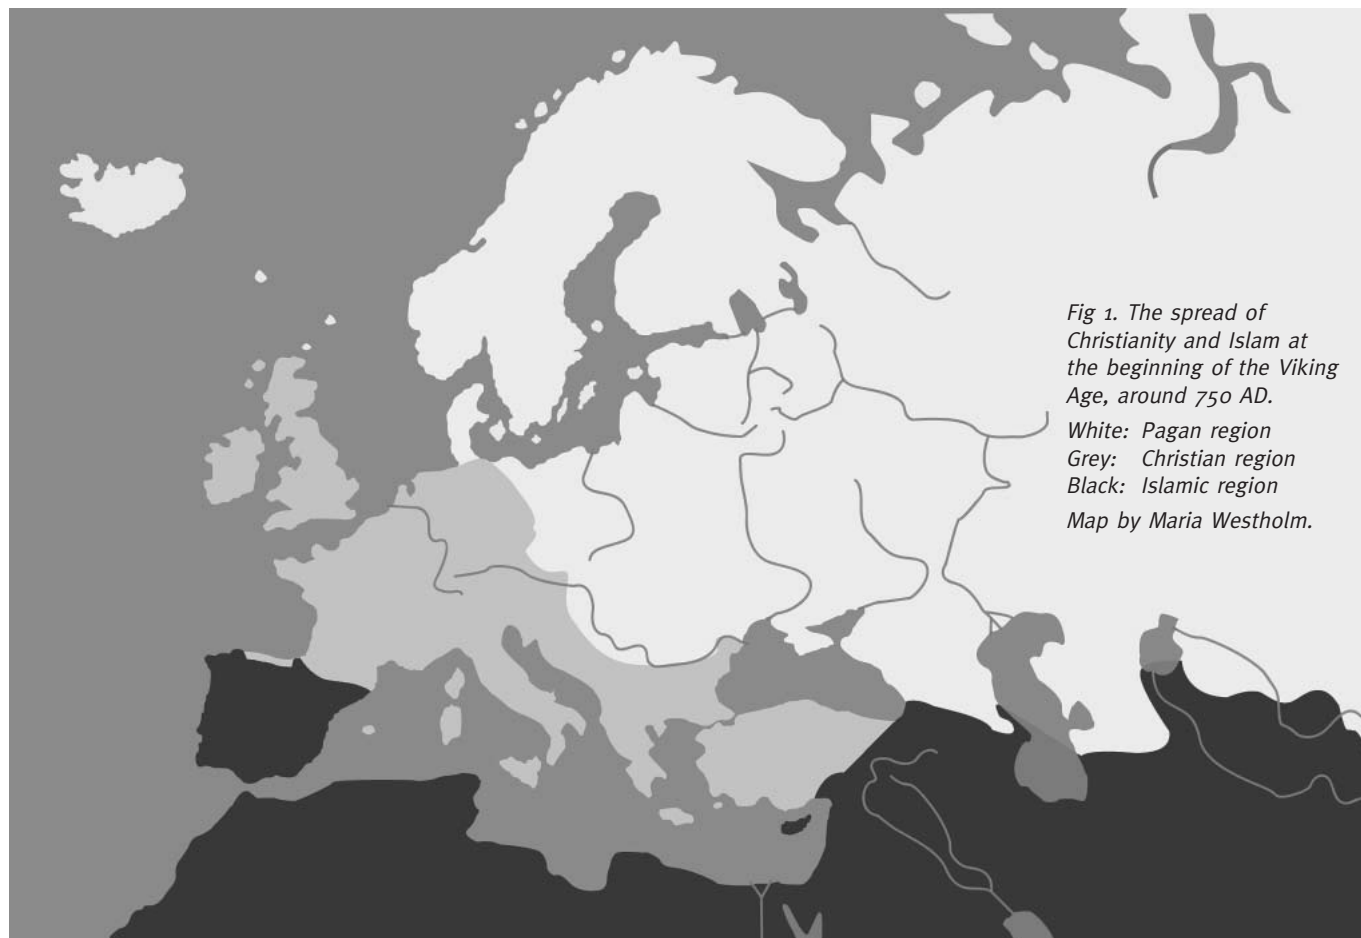 Fig 1. The spread of
Christianity and Islam at
the beginning of the Viking
Age, around 750 AD.
White: Pagan region
Grey: Christian region
Black: Islamic region
Map by Maria Westholm.